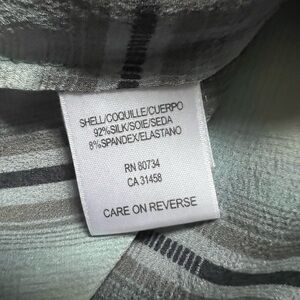 SHELL/COQUILLE/CUERPO
92%SILK/SOIE/SEDA
8%SPANDEX/ELASTANO
RN 80734
CA 31458
CARE ON REVERSE